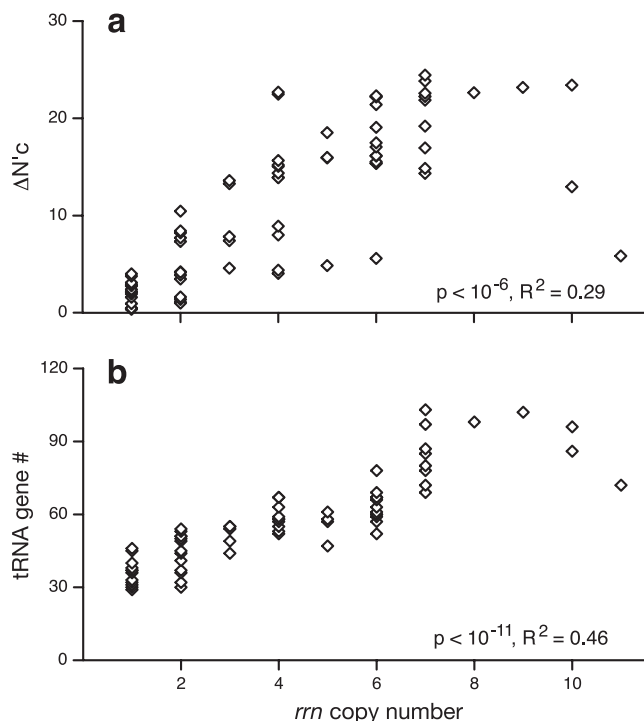 a
30
20
10
0
ΔN'c
p < 10⁻⁶, R² = 0.29
b
120
90
60
30
0
tRNA gene #
p < 10⁻¹¹, R² = 0.46
2 4 6 8 10
rrn copy number